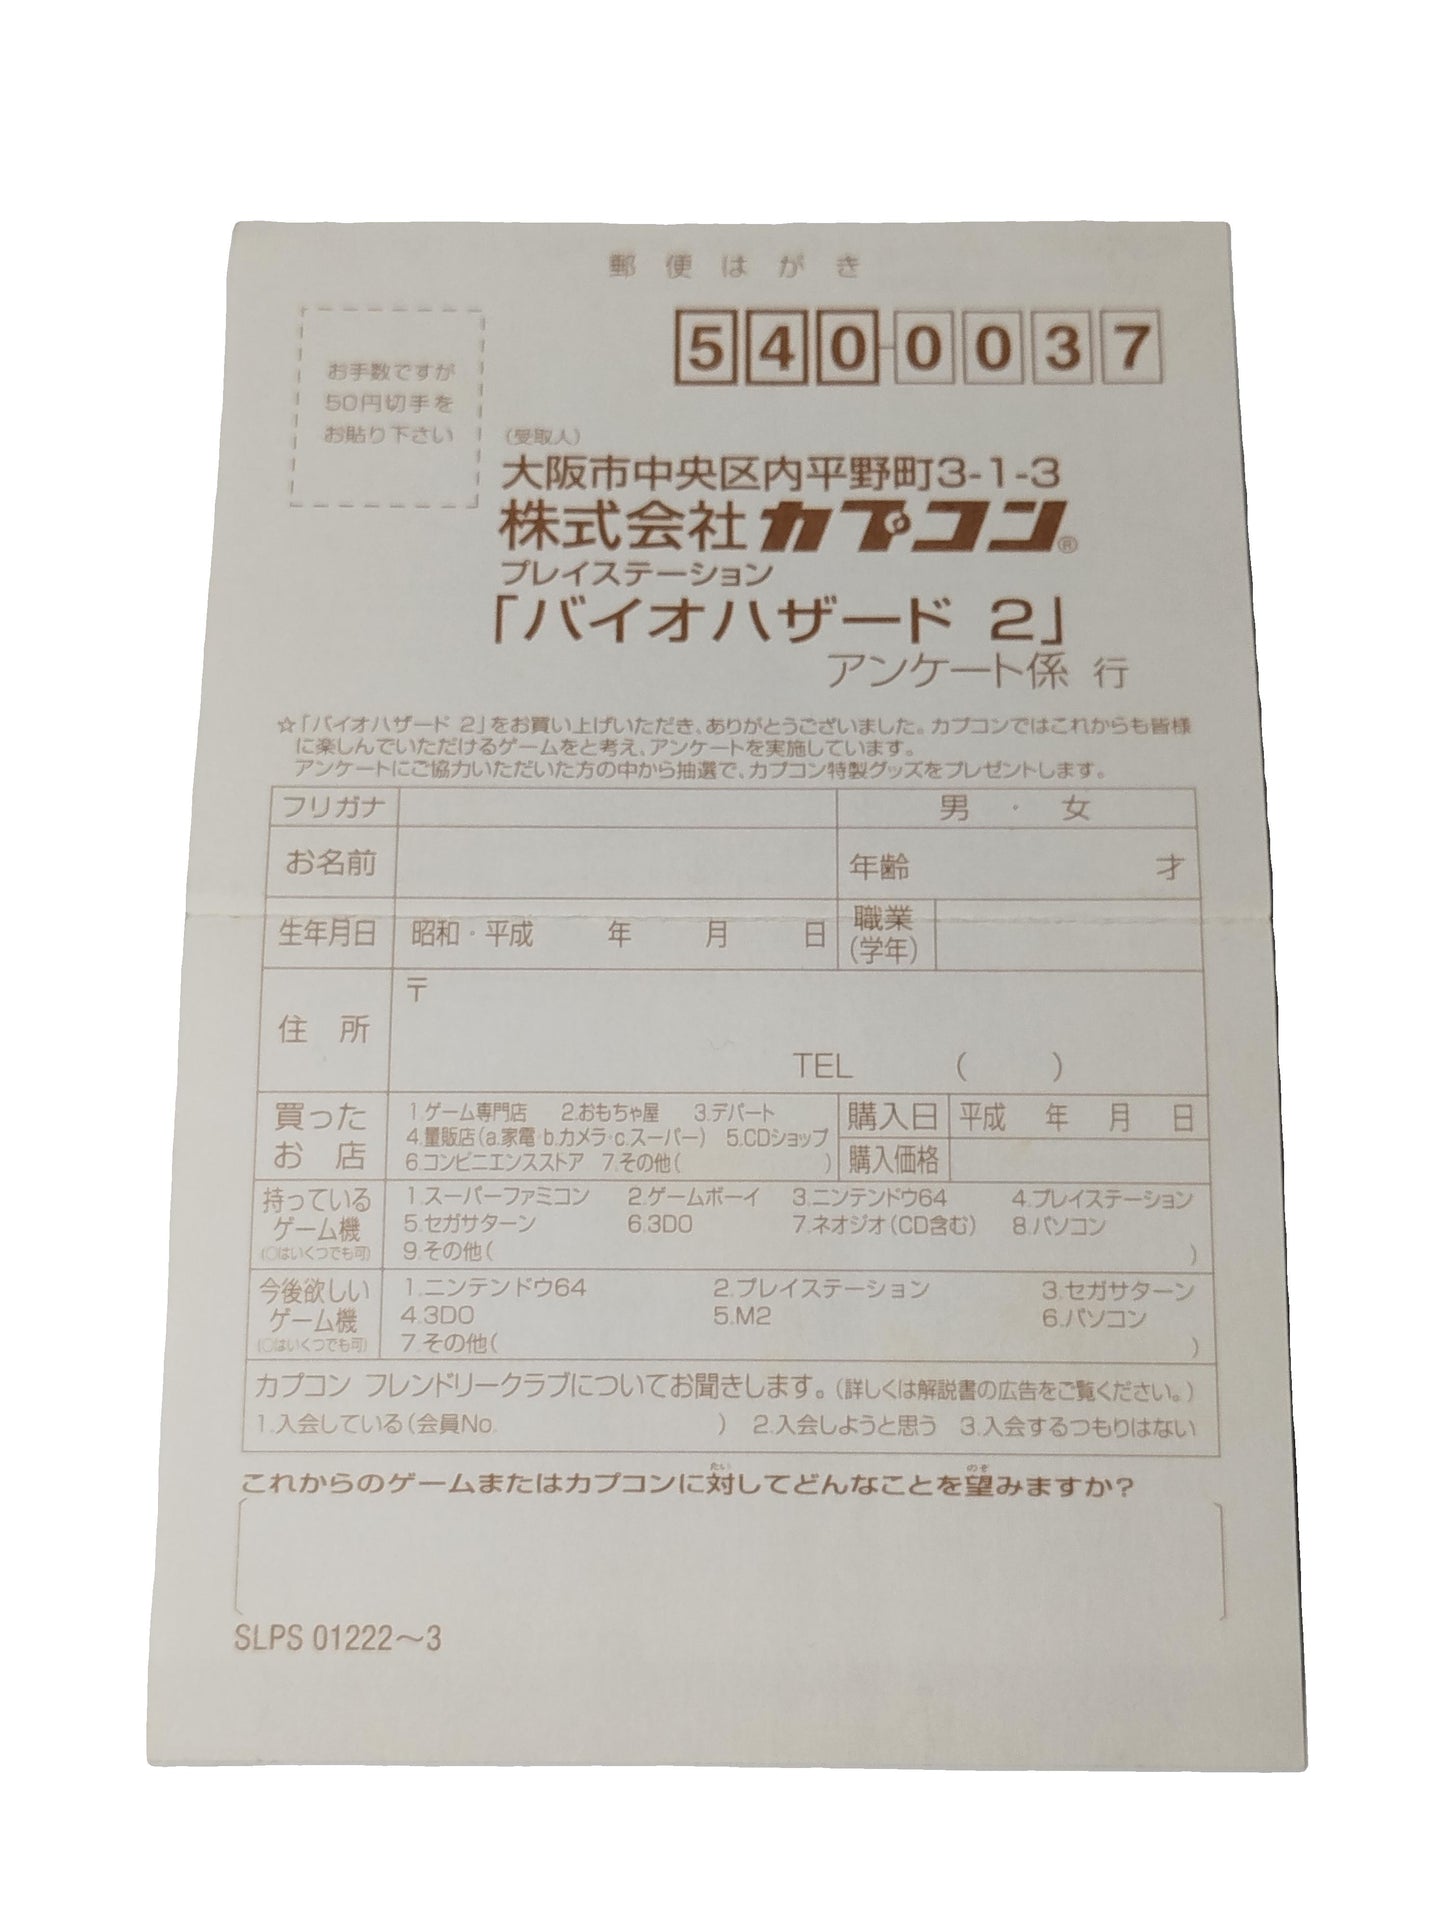 郵便はがき
540-0037
お手数ですが
50円切手を
お貼り下さい
(受取人)
大阪市中央区内平野町3-1-3
株式会社カプコン®
プレイステーション
「バイオハザード 2」
アンケート係 行
☆「バイオハザード 2」をお買い上げいただき、ありがとうございました。カプコンではこれからも皆様
に楽しんでいただけるゲームをと考え、アンケートを実施しています。
アンケートにご協力いただいた方の中から抽選で、カプコン特製グッズをプレゼントします。
フリガナ 男 ・ 女
お名前 年齢 才
生年月日 昭和・平成 年 月 日 職業(学年)
住 所 〒
TEL ( )
買ったお店 1.ゲーム専門店 2.おもちゃ屋 3.デパート
4.量販店(a.家電・b.カメラ・c.スーパー) 5.CDショップ
6.コンビニエンスストア 7.その他( )
購入日 平成 年 月 日
購入価格
持っているゲーム機(○はいくつでも可) 1.スーパーファミコン 2.ゲームボーイ 3.ニンテンドウ64 4.プレイステーション
5.セガサターン 6.3DO 7.ネオジオ(CD含む) 8.パソコン
9.その他( )
今後欲しいゲーム機(○はいくつでも可) 1.ニンテンドウ64 2.プレイステーション 3.セガサターン
4.3DO 5.M2 6.パソコン
7.その他( )
カプコン フレンドリークラブについてお聞きします。(詳しくは解説書の広告をご覧ください。)
1.入会している(会員No. ) 2.入会しようと思う 3.入会するつもりはない
これからのゲームまたはカプコンに対してどんなことを望みますか?
SLPS 01222～3